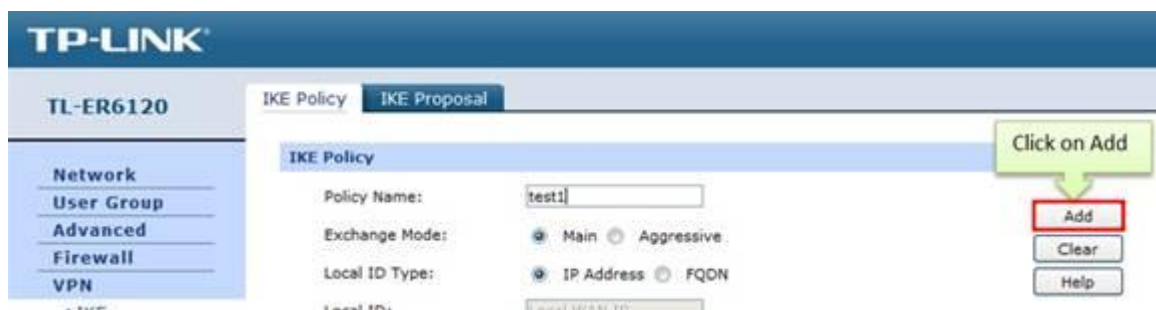 TP-LINK
TL-ER6120
IKE Policy IKE Proposal
Click on Add
IKE Policy
Network
User Group
Advanced
Firewall
VPN
Policy Name: test1
Exchange Mode: Main Aggressive
Local ID Type: IP Address FQDN
Add
Clear
Help